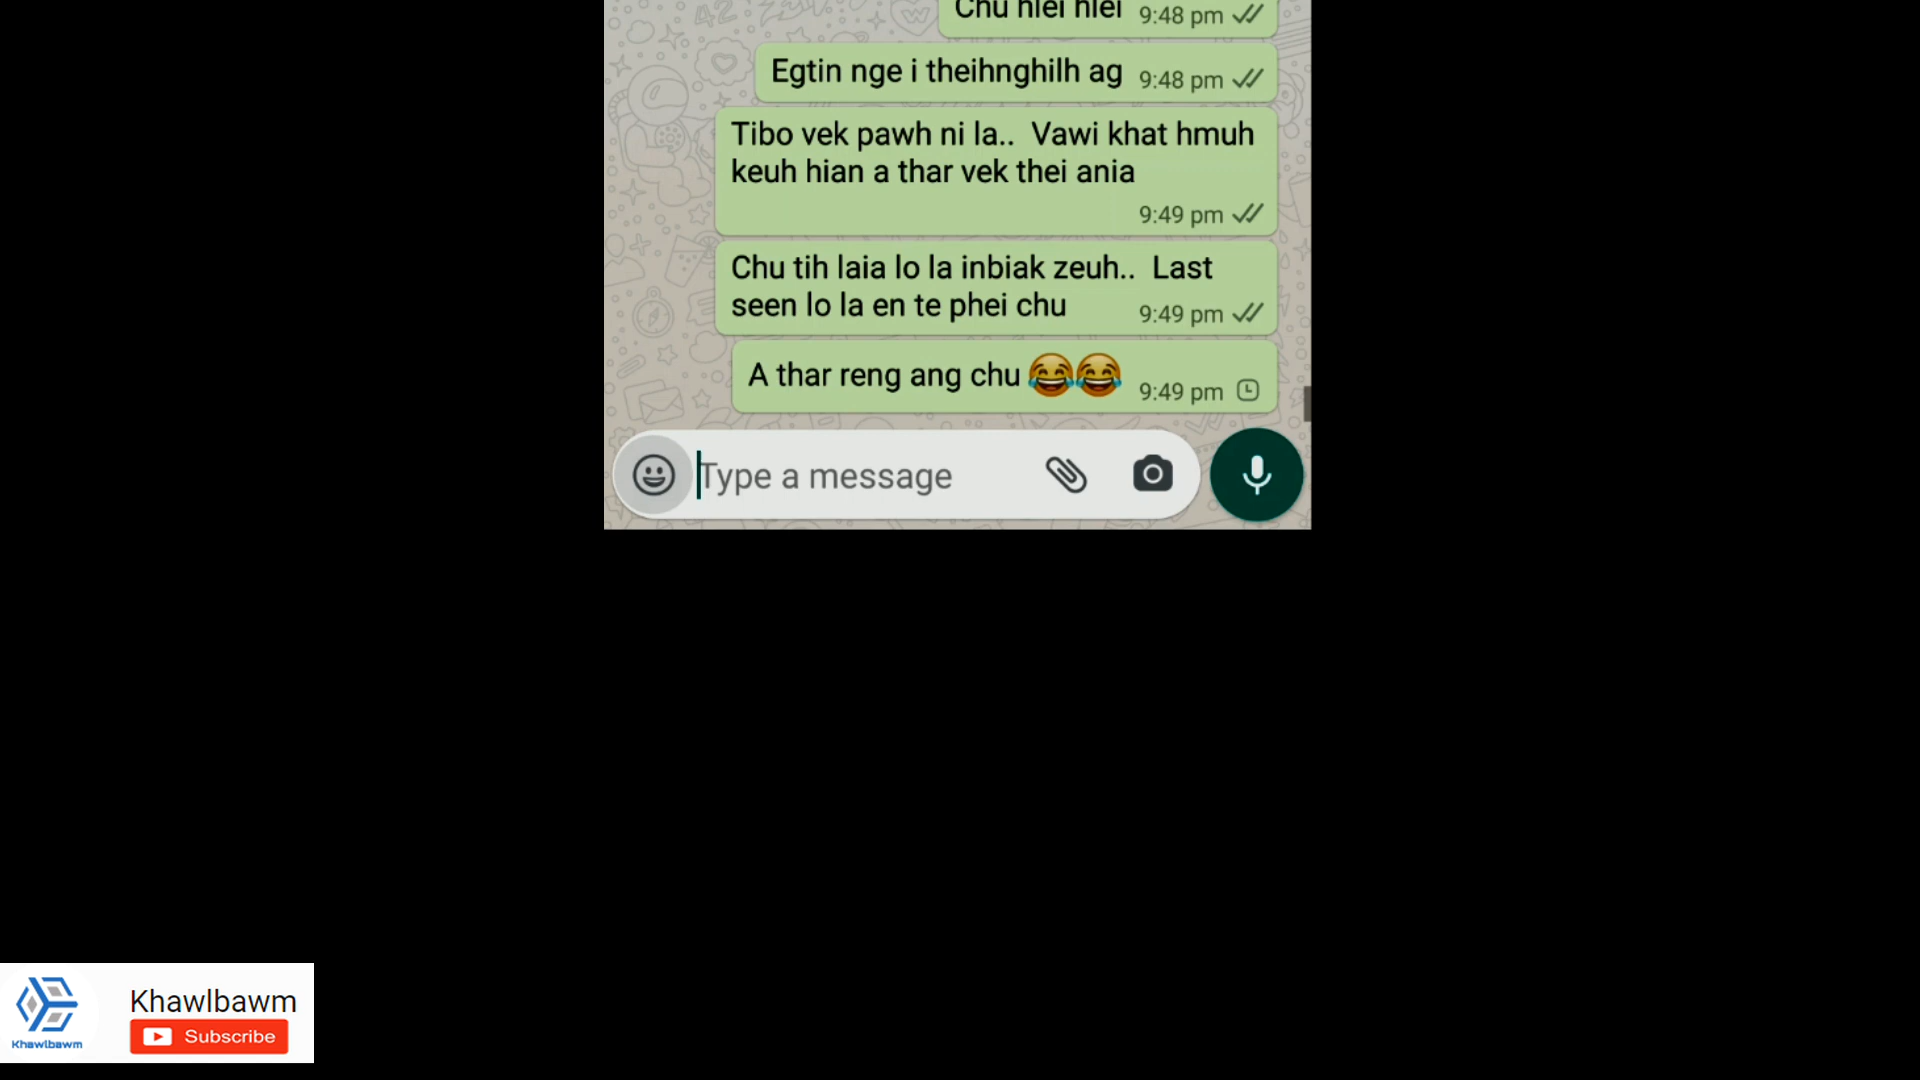 Chu hlei hlei 9:48 pm
Egtin nge i theihnghilh ag 9:48 pm
Tibo vek pawh ni la.. Vawi khat hmuh
keuh hian a thar vek thei ania
9:49 pm
Chu tih laia lo la inbiak zeuh.. Last
seen lo la en te phei chu 9:49 pm
A thar reng ang chu 😂😂 9:49 pm
Type a message
Khawlbawm
Subscribe
Khawlbawm